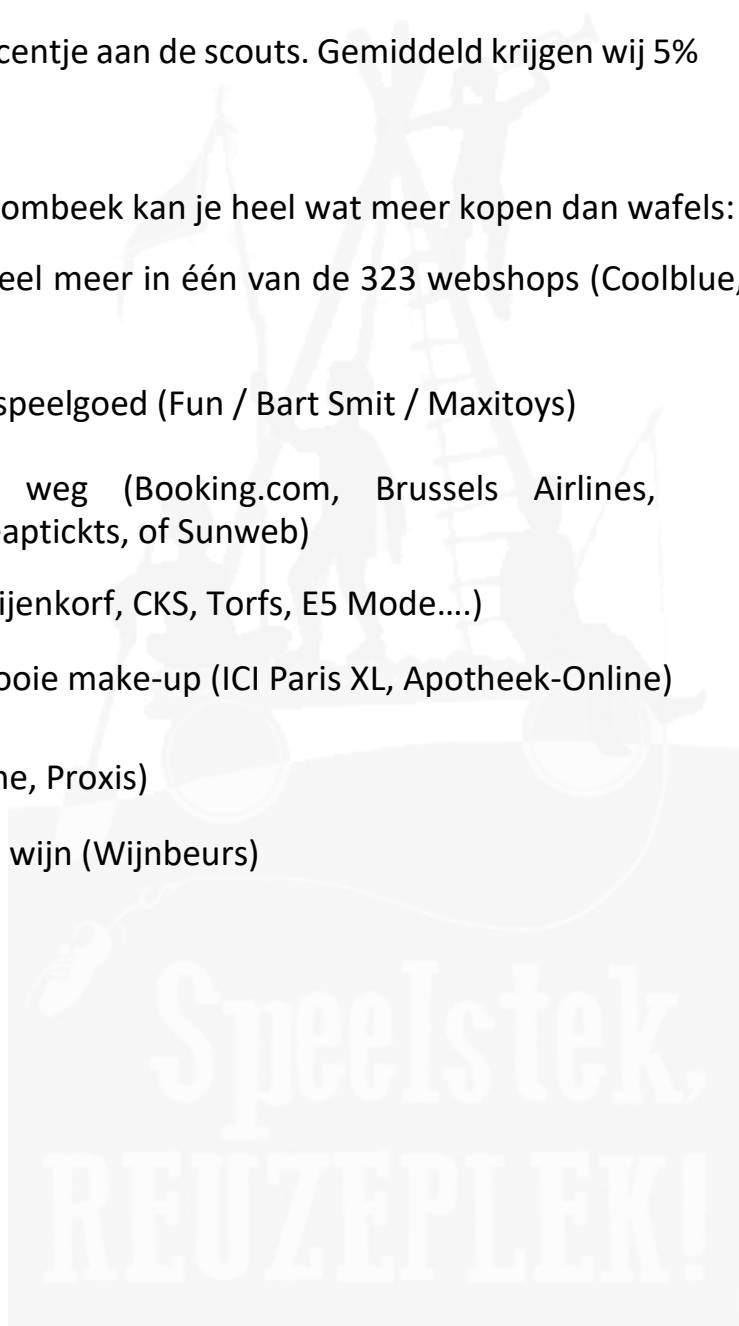 centje aan de scouts. Gemiddeld krijgen wij 5%
ombeek kan je heel wat meer kopen dan wafels:
eel meer in één van de 323 webshops (Coolblue,
speelgoed (Fun / Bart Smit / Maxitoys)
weg (Booking.com, Brussels Airlines,
aptickts, of Sunweb)
ijenkorf, CKS, Torfs, E5 Mode….)
ooie make-up (ICI Paris XL, Apotheek-Online)
ne, Proxis)
wijn (Wijnbeurs)
Speelstek,
REUZEPLEK!